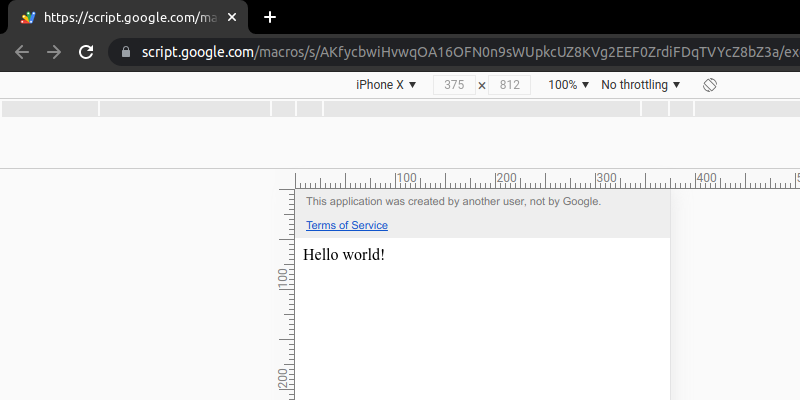 https://script.google.com/ma
script.google.com/macros/s/AKfycbwiHvwqOA16OFN0n9sWUpkcUZ8KVg2EEF0ZrdiFDqTVYcZ8bZ3a/ex
iPhone X ▼ 375 × 812 100% ▼ No throttling ▼
100 200 300 400
This application was created by another user, not by Google.
Terms of Service
Hello world!
100
200